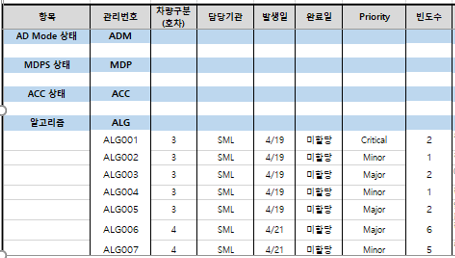 항목 관리번호 차량구분 (호차) 담당기관 발생일 완료일 Priority 빈도수
AD Mode 상태 ADM
MDPS 상태 MDP
ACC 상태 ACC
알고리즘 ALG
ALG001 3 SML 4/19 미할당 Critical 2
ALG002 3 SML 4/19 미할당 Minor 1
ALG003 3 SML 4/19 미할당 Major 2
ALG004 3 SML 4/19 미할당 Minor 1
ALG005 3 SML 4/19 미할당 Major 2
ALG006 4 SML 4/21 미할당 Major 6
ALG007 4 SML 4/21 미할당 Minor 5